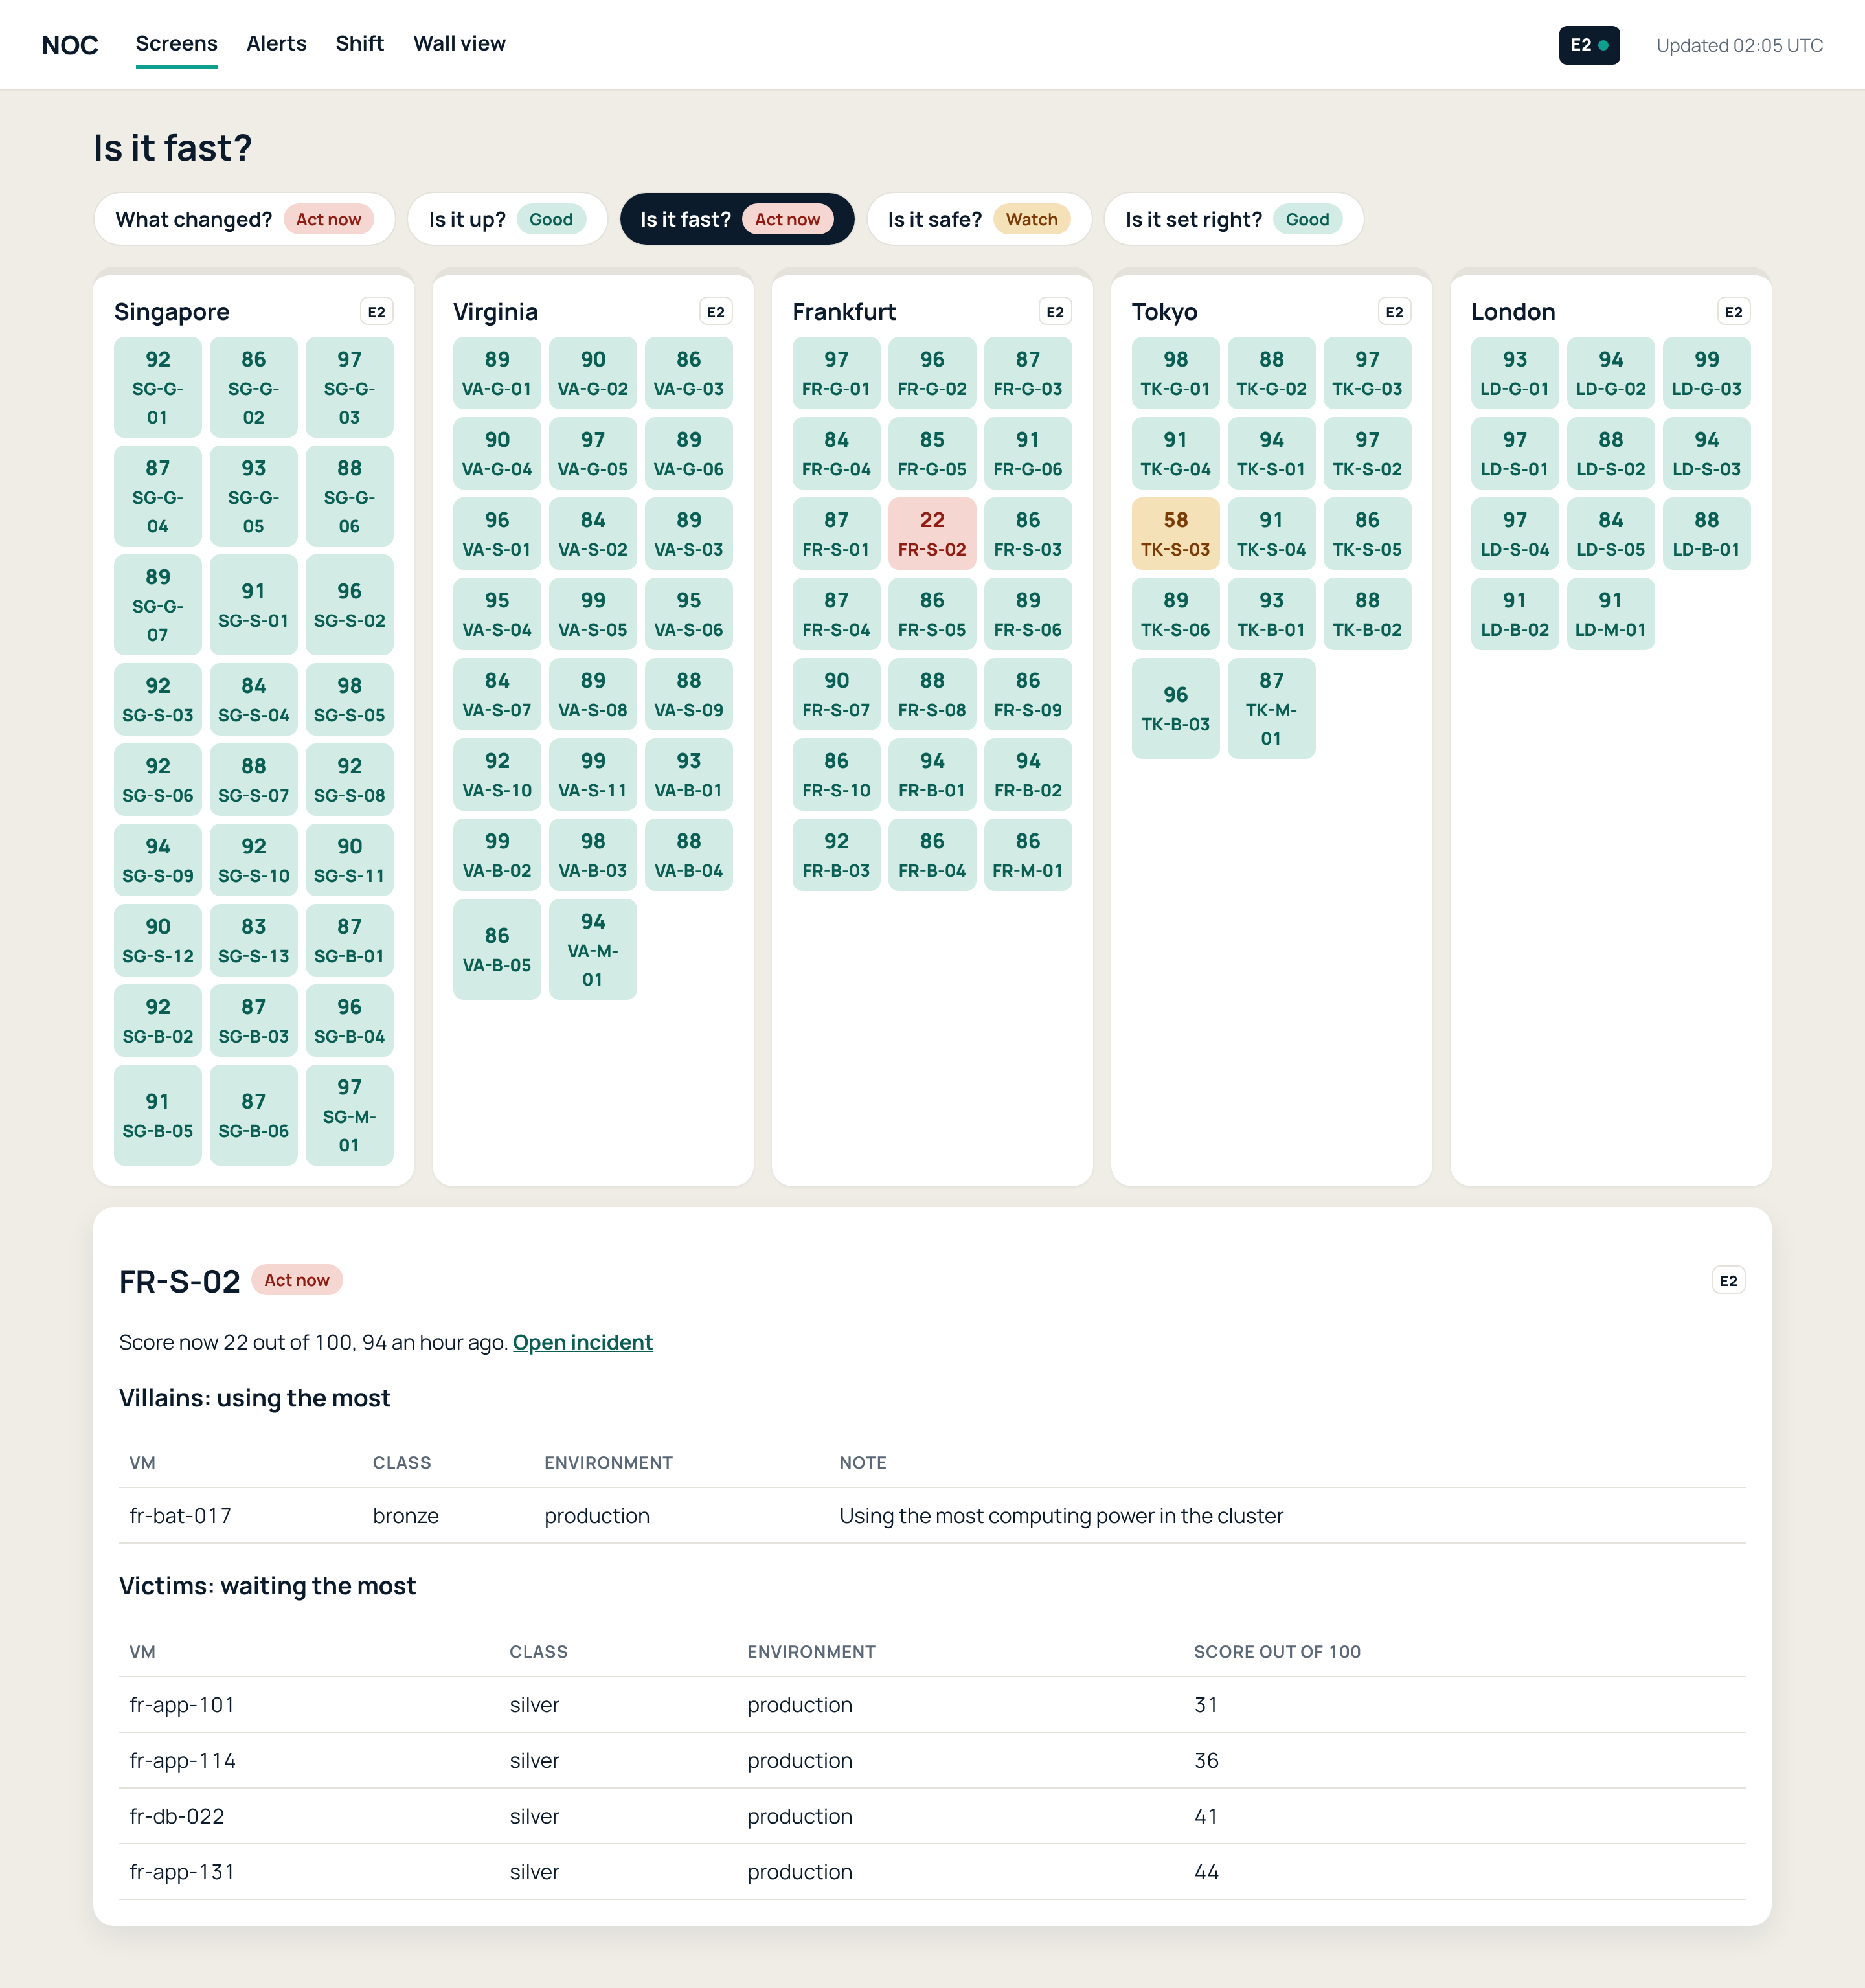 NOC Screens Alerts Shift Wall view E2 Updated 02:05 UTC
Is it fast?
What changed? Act now Is it up? Good Is it fast? Act now Is it safe? Watch Is it set right? Good
Singapore E2
92 86 97
SG-G- SG-G- SG-G-
01 02 03
87 93 88
SG-G- SG-G- SG-G-
04 05 06
89 91 96
SG-G- SG-S-01 SG-S-02
07
92 84 98
SG-S-03 SG-S-04 SG-S-05
92 88 92
SG-S-06 SG-S-07 SG-S-08
94 92 90
SG-S-09 SG-S-10 SG-S-11
90 83 87
SG-S-12 SG-S-13 SG-B-01
92 87 96
SG-B-02 SG-B-03 SG-B-04
91 87 97
SG-B-05 SG-B-06 SG-M-
01
Virginia E2
89 90 86
VA-G-01 VA-G-02 VA-G-03
90 97 89
VA-G-04 VA-G-05 VA-G-06
96 84 89
VA-S-01 VA-S-02 VA-S-03
95 99 95
VA-S-04 VA-S-05 VA-S-06
84 89 88
VA-S-07 VA-S-08 VA-S-09
92 99 93
VA-S-10 VA-S-11 VA-B-01
99 98 88
VA-B-02 VA-B-03 VA-B-04
86 94
VA-B-05 VA-M-
01
Frankfurt E2
97 96 87
FR-G-01 FR-G-02 FR-G-03
84 85 91
FR-G-04 FR-G-05 FR-G-06
87 22 86
FR-S-01 FR-S-02 FR-S-03
87 86 89
FR-S-04 FR-S-05 FR-S-06
90 88 86
FR-S-07 FR-S-08 FR-S-09
86 94 94
FR-S-10 FR-B-01 FR-B-02
92 86 86
FR-B-03 FR-B-04 FR-M-01
Tokyo E2
98 88 97
TK-G-01 TK-G-02 TK-G-03
91 94 97
TK-G-04 TK-S-01 TK-S-02
58 91 86
TK-S-03 TK-S-04 TK-S-05
89 93 88
TK-S-06 TK-B-01 TK-B-02
96 87
TK-B-03 TK-M-
01
London E2
93 94 99
LD-G-01 LD-G-02 LD-G-03
97 88 94
LD-S-01 LD-S-02 LD-S-03
97 84 88
LD-S-04 LD-S-05 LD-B-01
91 91
LD-B-02 LD-M-01
FR-S-02 Act now E2
Score now 22 out of 100, 94 an hour ago. Open incident
Villains: using the most
VM CLASS ENVIRONMENT NOTE
fr-bat-017 bronze production Using the most computing power in the cluster
Victims: waiting the most
VM CLASS ENVIRONMENT SCORE OUT OF 100
fr-app-101 silver production 31
fr-app-114 silver production 36
fr-db-022 silver production 41
fr-app-131 silver production 44